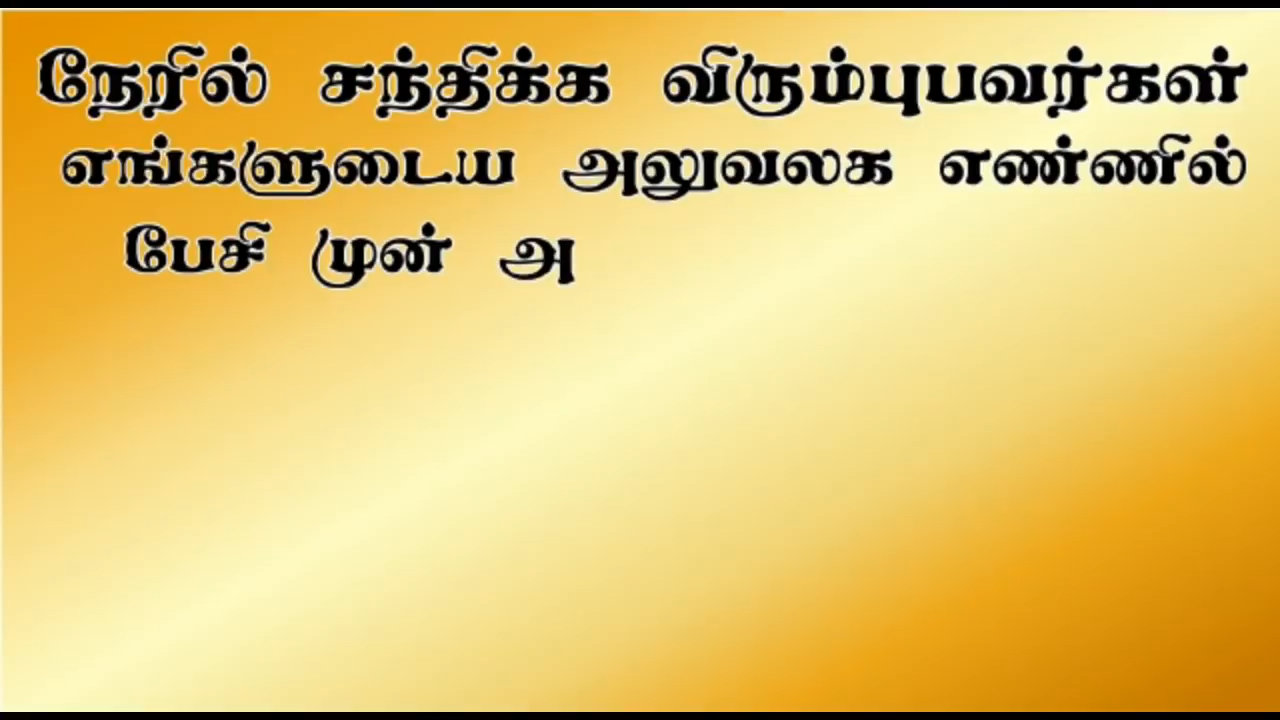 நேரில் சந்திக்க விரும்புபவர்கள்
எங்களுடைய அலுவலக எண்ணில்
பேசி முன் அ